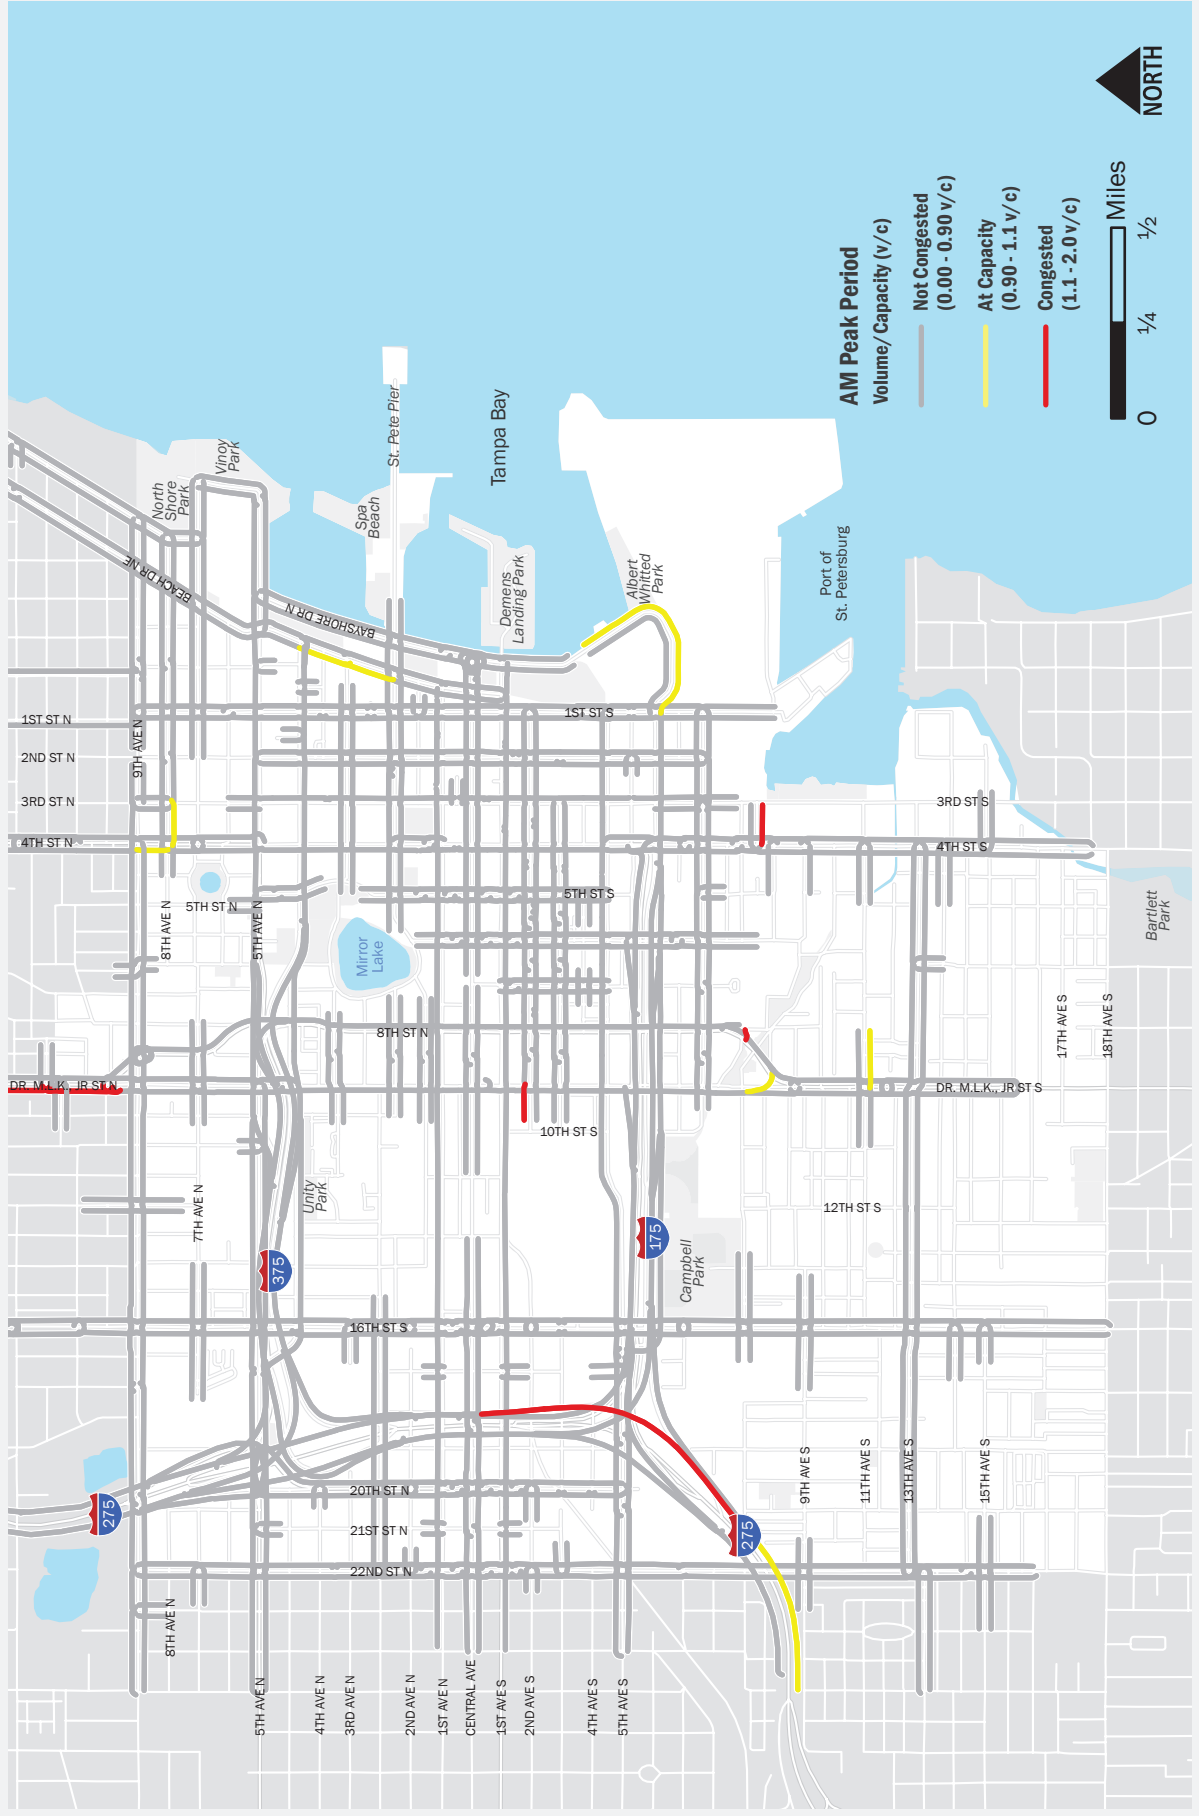 NORTH
AM Peak Period
Volume/ Capacity (v/c)
Not Congested
(0.00 - 0.90 v/c)
At Capacity
(0.90 - 1.1 v/c)
Congested
(1.1 - 2.0 v/c)
0
1/4
1/2
Miles
North
Shore
Park
Vinoy
Park
Spa
Beach
St. Pete Pier
Tampa Bay
Demens
Landing Park
Albert
Whitted
Park
Port of
St. Petersburg
BEACH DR NE
BAYSHORE DR N
1ST ST N
1ST ST S
9TH AVE N
2ND ST N
3RD ST N
3RD ST S
4TH ST N
4TH ST S
5TH ST N
5TH ST S
8TH AVE N
5TH AVE N
Mirror
Lake
Bartlett
Park
17TH AVE S
18TH AVE S
8TH ST N
DR. M.L.K., JR ST N
DR. M.L.K., JR ST S
10TH ST S
7TH AVE N
Unity
Park
12TH ST S
375
175
Campbell
Park
16TH ST S
275
275
20TH ST N
21ST ST N
22ND ST N
9TH AVE S
11TH AVE S
13TH AVE S
15TH AVE S
8TH AVE N
5TH AVE N
4TH AVE N
3RD AVE N
2ND AVE N
1ST AVE N
CENTRAL AVE
1ST AVE S
2ND AVE S
4TH AVE S
5TH AVE S